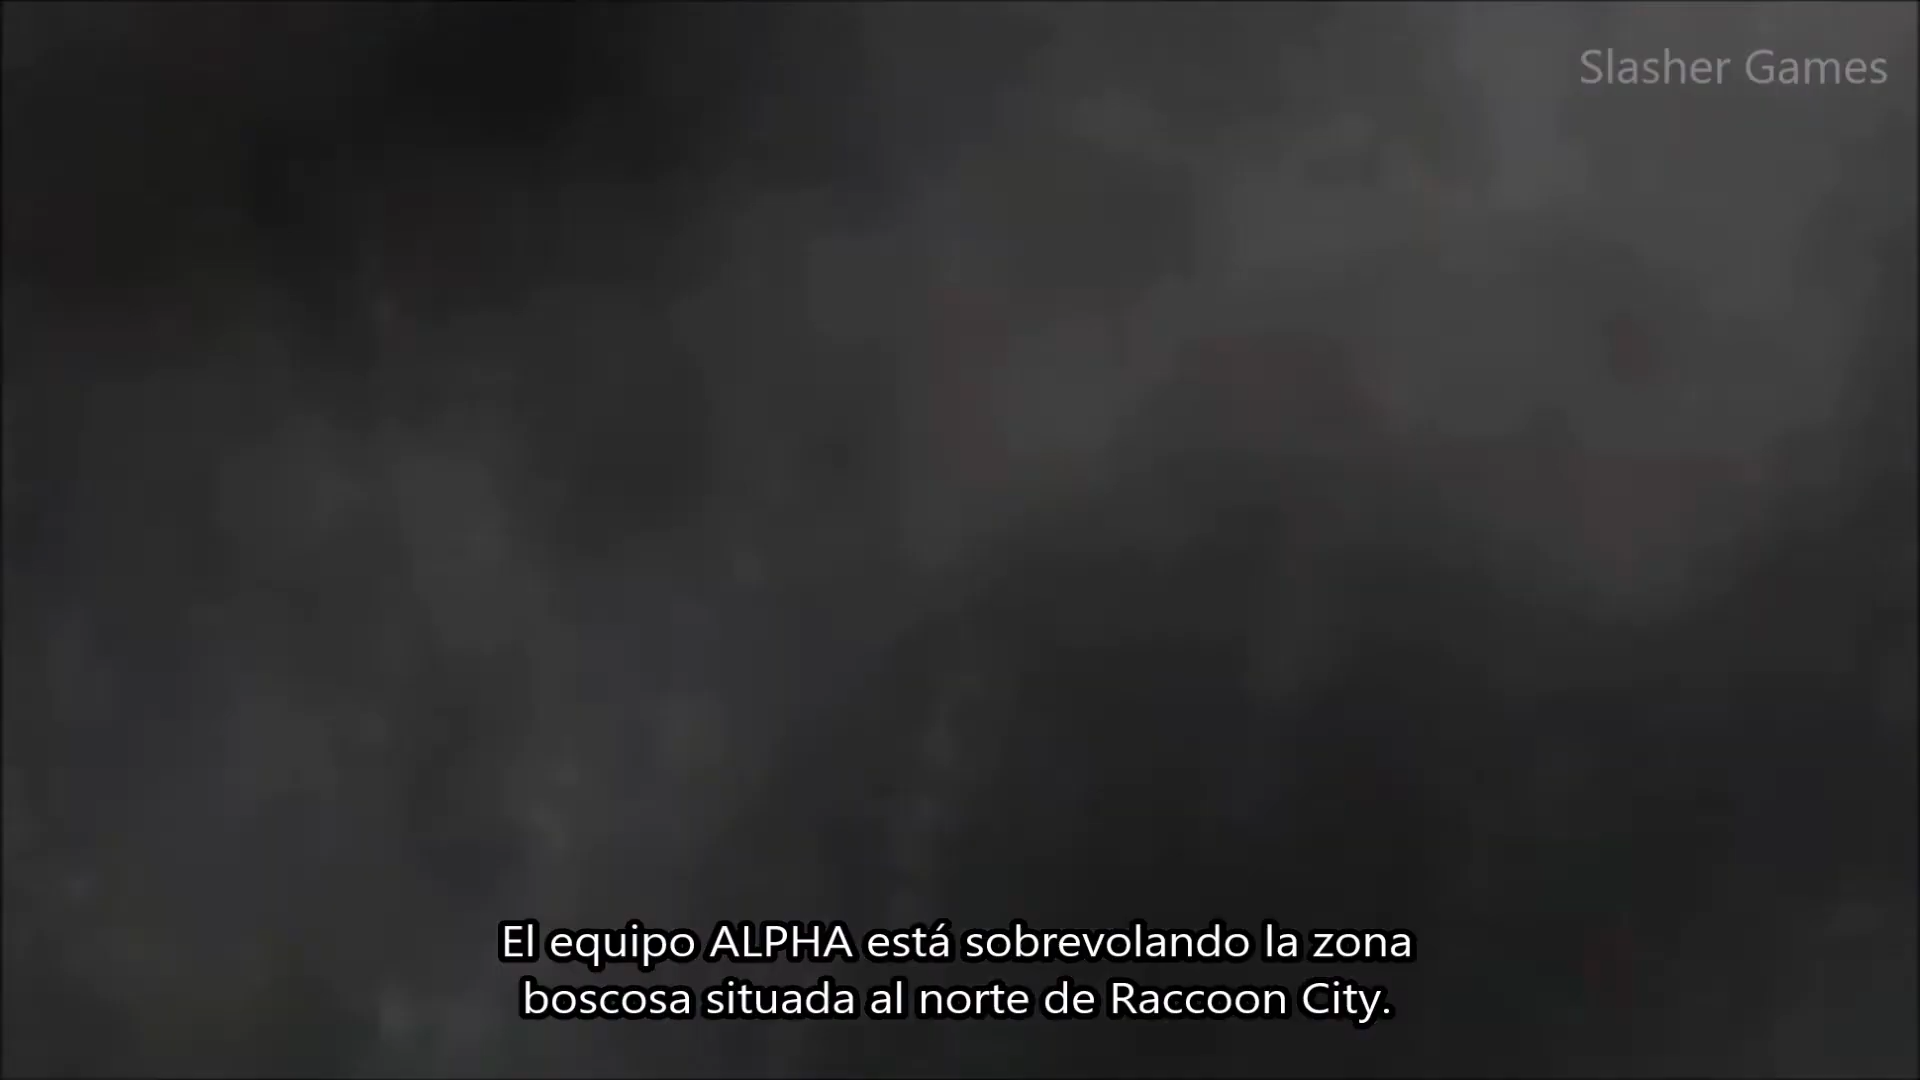 Slasher Games
El equipo ALPHA está sobrevolando la zona
boscosa situada al norte de Raccoon City.